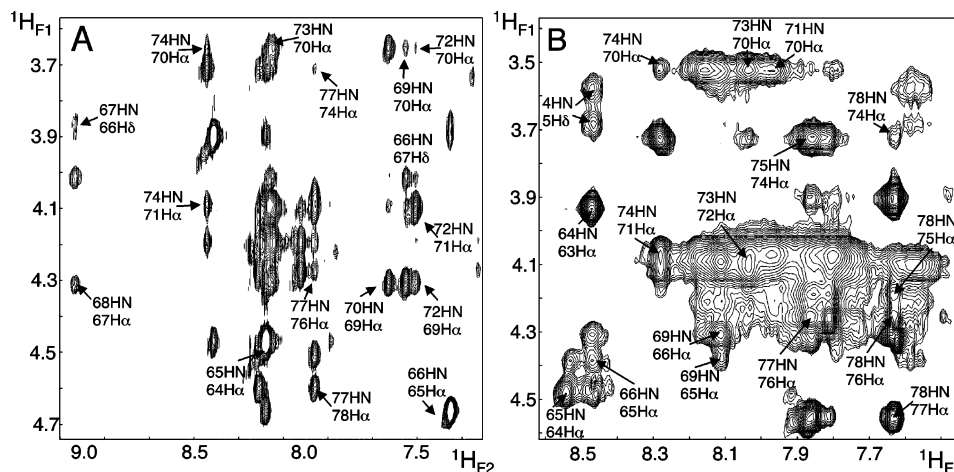 ¹H F1
A
3.7
3.9
4.1
4.3
4.5
4.7
9.0
8.4
8.1
7.5
¹H F2
74HN
70Hα
73HN
70Hα
72HN
70Hα
77HN
74Hα
69HN
70Hα
67HN
66Hδ
66HN
67Hδ
74HN
71Hα
72HN
71Hα
68HN
67Hα
77HN
76Hα
70HN
69Hα
72HN
69Hα
65HN
64Hα
77HN
78Hα
66HN
65Hα
¹H F1
B
3.5
3.7
3.9
4.1
4.3
4.5
8.5
8.3
8.1
7.9
7.7
¹H F
74HN
70Hα
73HN
70Hα
71HN
70Hα
4HN
5Hδ
78HN
74Hα
75HN
74Hα
64HN
63Hα
74HN
71Hα
73HN
72Hα
78HN
75Hα
69HN
66Hα
69HN
65Hα
77HN
76Hα
78HN
76Hα
66HN
65Hα
65HN
64Hα
78HN
77Hα